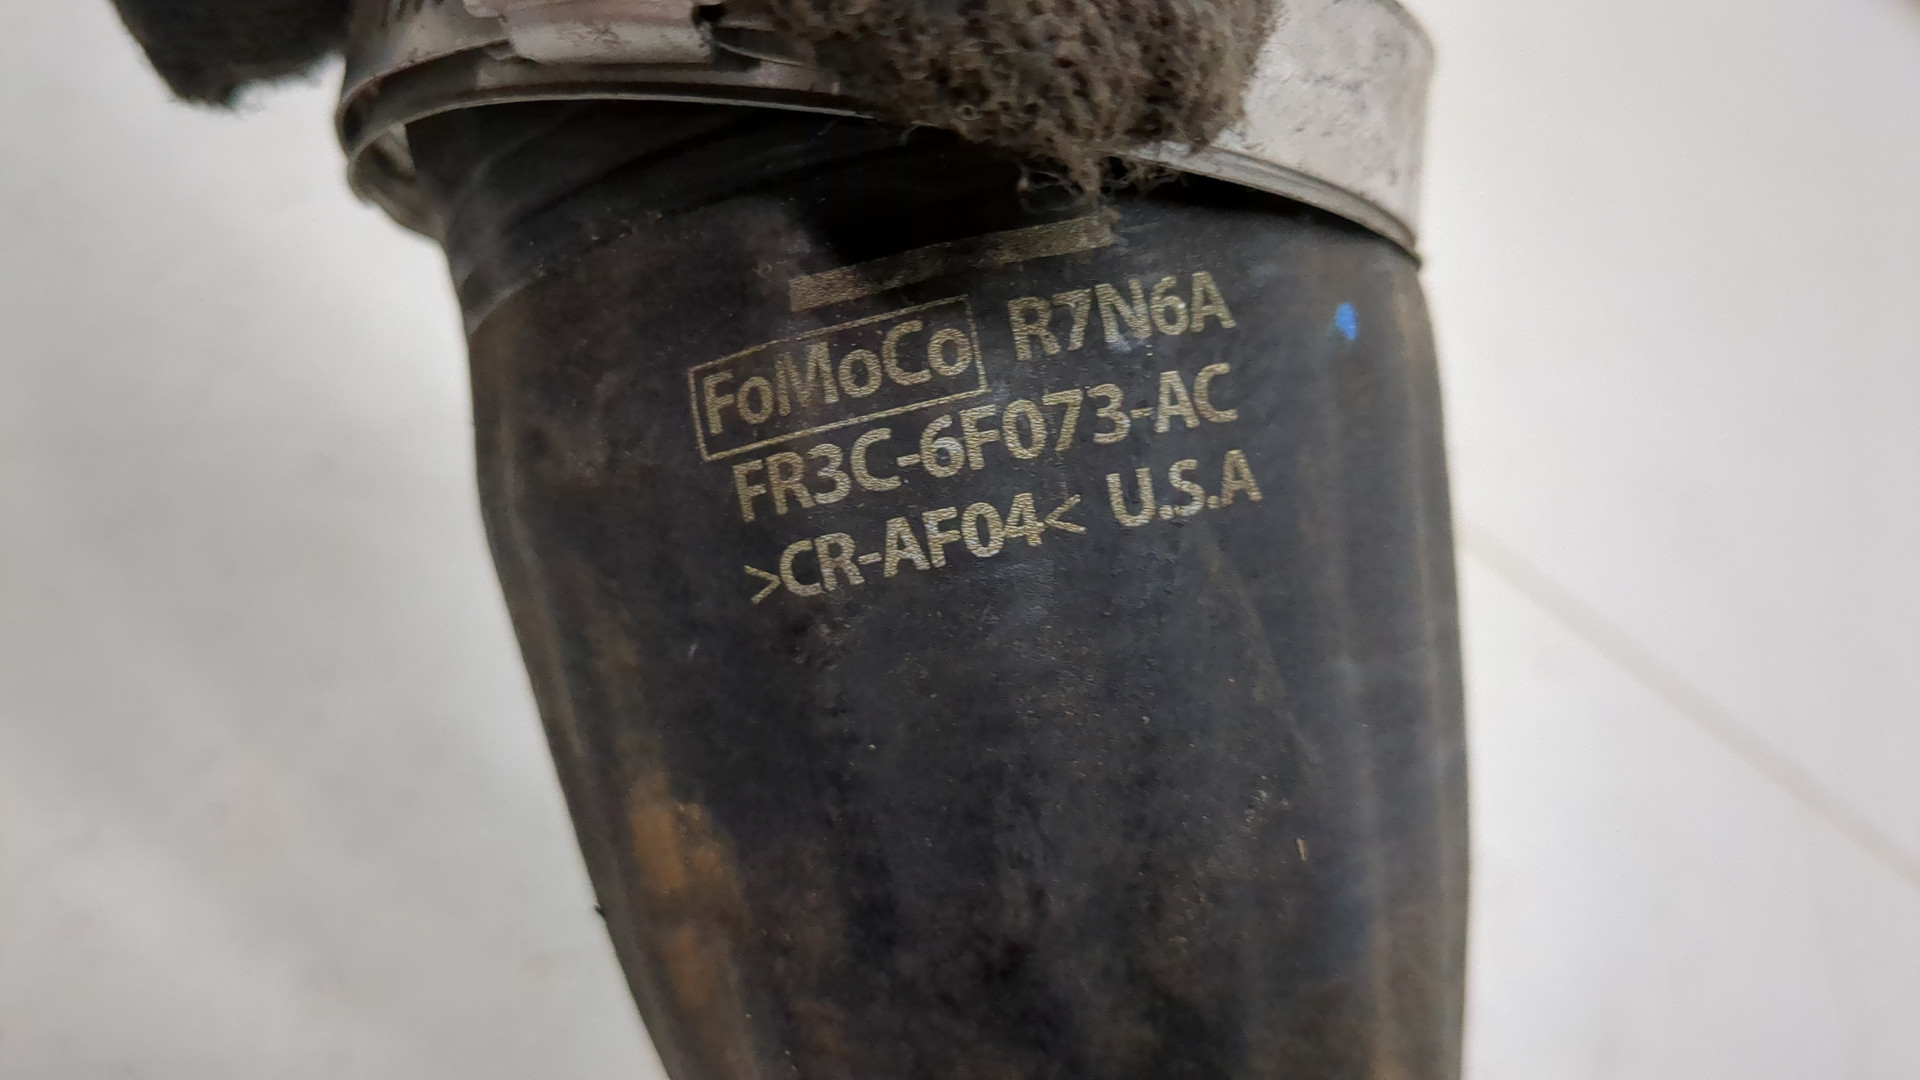 FoMoCo R7N6A
FR3C-6F073-AC
>CR-AF04< U.S.A